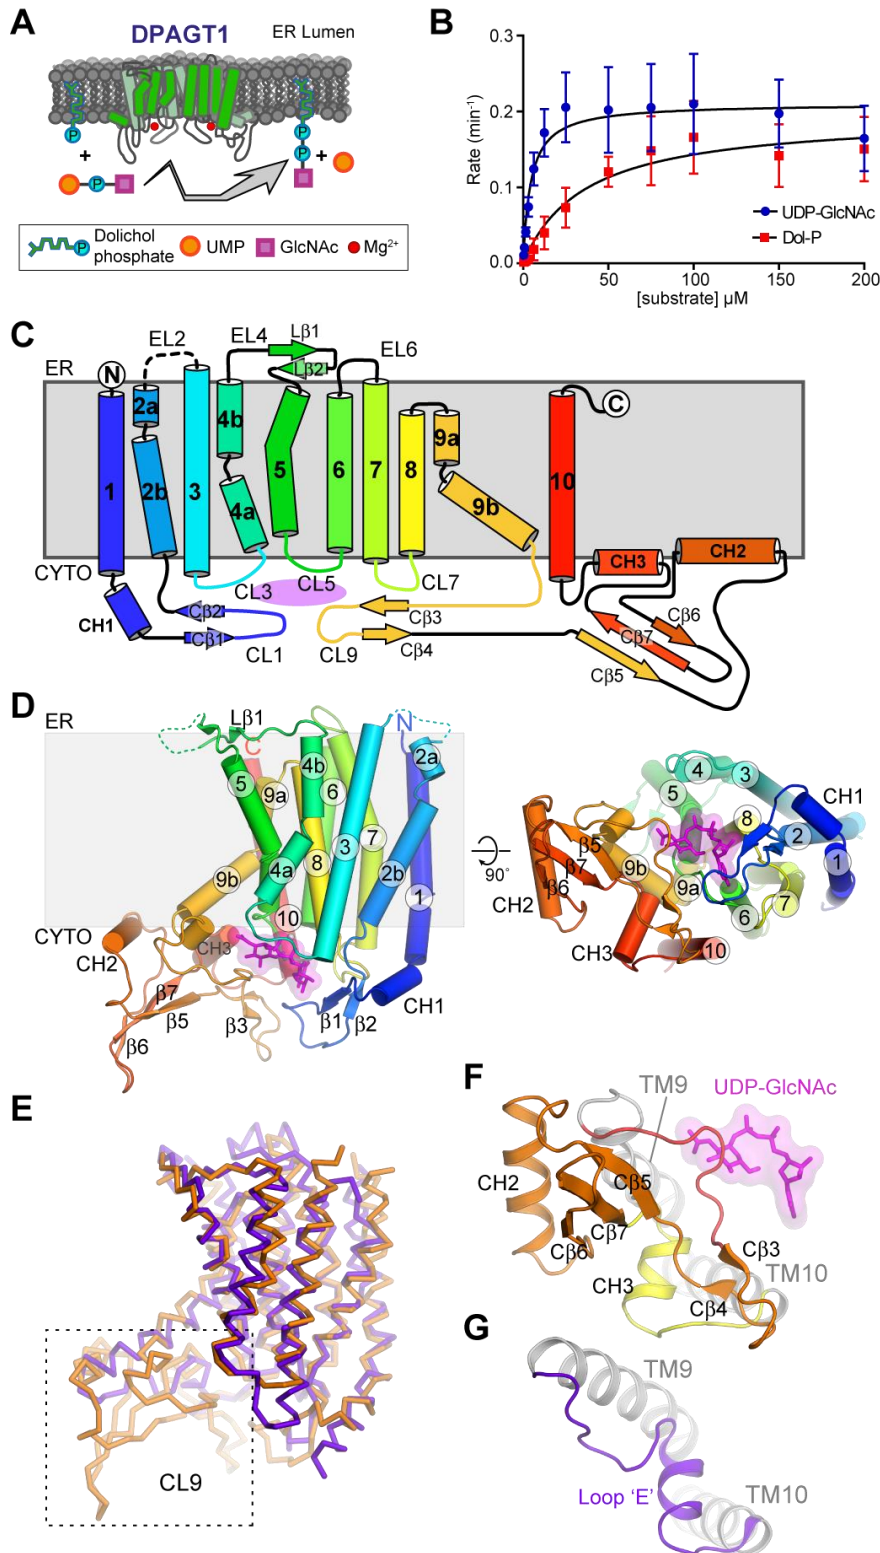 A
DPAGT1
ER Lumen
P
P
+
P
P
+
P
Dolichol
phosphate
UMP
GlcNAc
Mg²⁺
B
0.3
0.2
0.1
0.0
Rate (min⁻¹)
0
50
100
150
200
[substrate] µM
UDP-GlcNAc
Dol-P
C
ER
EL2
EL4
Lβ1
Lβ2
EL6
N
C
2a
4b
9a
1
2b
3
4a
5
6
7
8
9b
10
CYTO
CH1
CL3
CL5
CL7
CH3
CH2
Cβ2
Cβ1
CL1
CL9
Cβ3
Cβ4
Cβ5
Cβ6
Cβ7
D
ER
Lβ1
N
C
2a
4b
5
9a
6
3
7
8
4a
2b
9b
1
10
CYTO
CH2
CH3
CH1
β7
β5
β6
β3
β1
β2
90°
4
3
5
CH1
8
2
1
β5
β7
β6
9b
9a
7
6
CH2
CH3
10
E
CL9
F
TM9
UDP-GlcNAc
CH2
Cβ5
Cβ7
Cβ6
Cβ3
TM10
CH3
Cβ4
G
TM9
Loop ‘E’
TM10